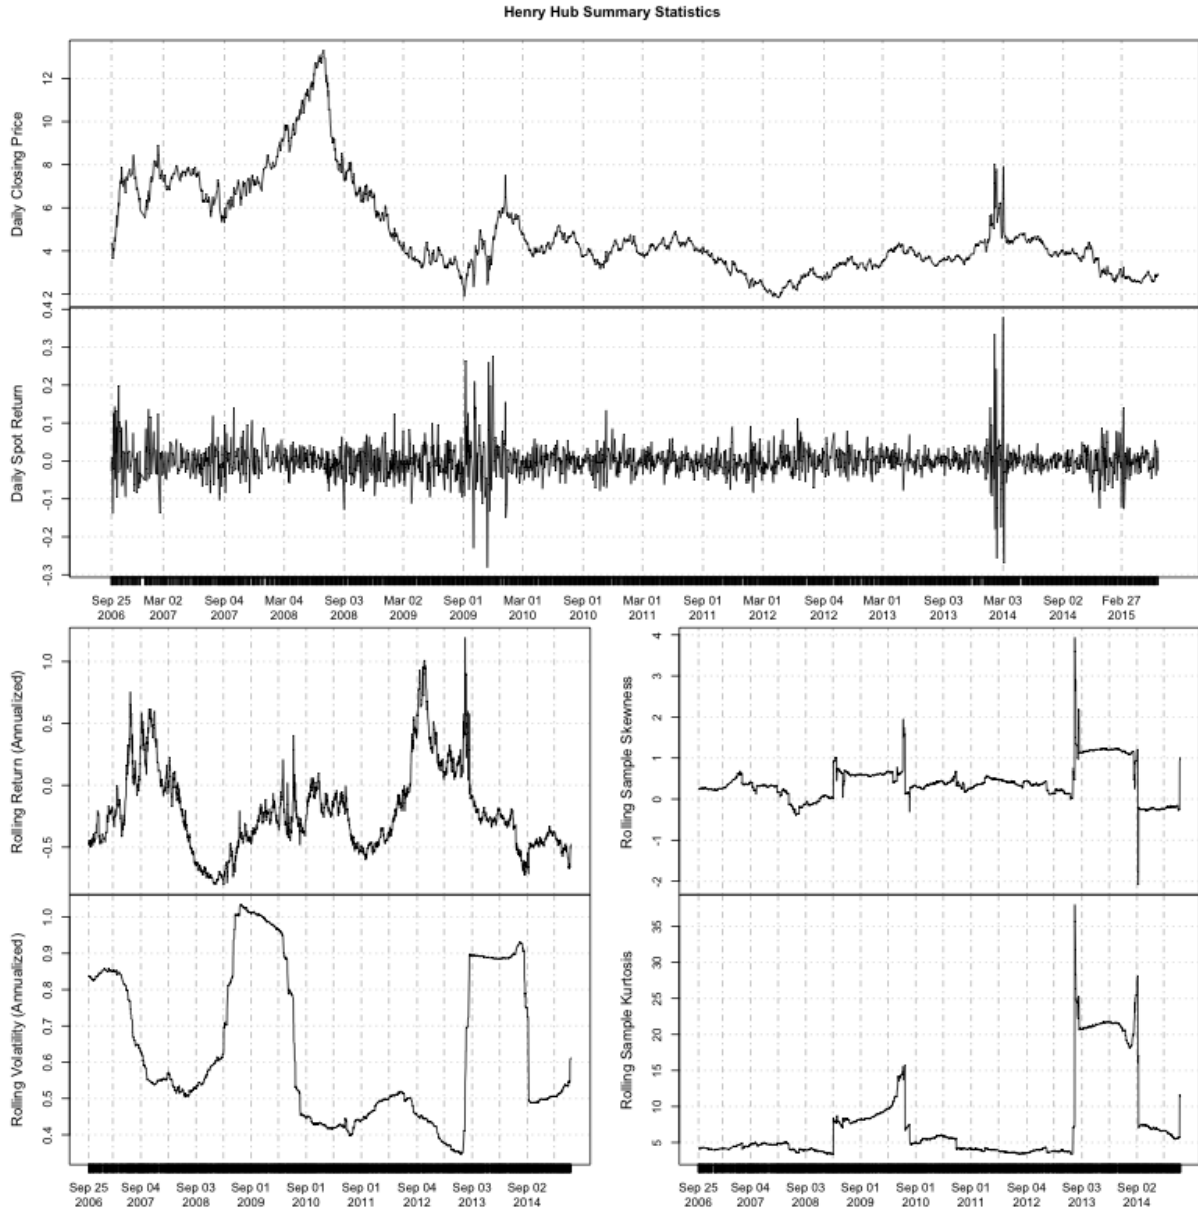 Henry Hub Summary Statistics
Daily Closing Price
12
10
8
6
4
2
Daily Spot Return
0.4
0.3
0.2
0.1
0.0
-0.1
-0.2
-0.3
Sep 25 Mar 02 Sep 04 Mar 04 Sep 03 Mar 02 Sep 01 Mar 01 Sep 01 Mar 01 Sep 01 Mar 01 Sep 04 Mar 01 Sep 03 Mar 03 Sep 02 Feb 27
2006 2007 2007 2008 2008 2009 2009 2010 2010 2011 2011 2012 2012 2013 2013 2014 2014 2015
Rolling Return (Annualized)
1.0
0.5
0.0
-0.5
Rolling Volatility (Annualized)
1.0
0.9
0.8
0.7
0.6
0.5
0.4
Sep 25 Sep 04 Sep 03 Sep 01 Sep 01 Sep 01 Sep 04 Sep 03 Sep 02
2006 2007 2008 2009 2010 2011 2012 2013 2014
Rolling Sample Skewness
4
3
2
1
0
-2
Rolling Sample Kurtosis
35
30
25
20
15
10
5
Sep 25 Sep 04 Sep 03 Sep 01 Sep 01 Sep 01 Sep 04 Sep 03 Sep 02
2006 2007 2008 2009 2010 2011 2012 2013 2014